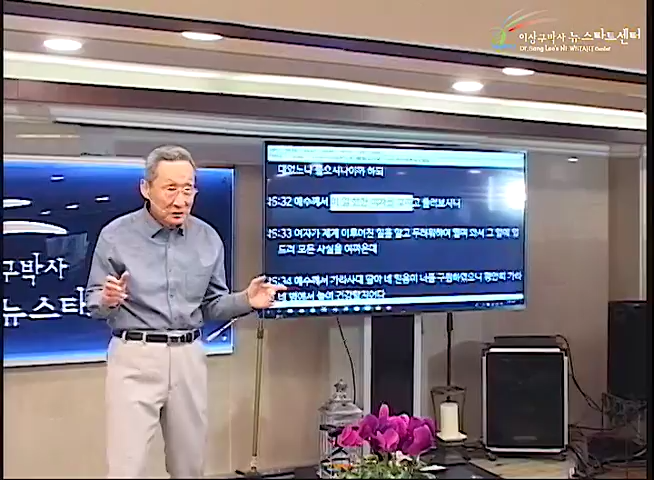 이상구박사 뉴스타트센터
Dr. Sang Lee's NEWSTART Center
대었느냐 물으시나이까 하되
5:32 예수께서 이 일 행한 여자를 보려고 둘러보시니
5:33 여자가 자기에게 이루어진 일을 알고 두려워하여 떨며 와서 그 앞에 엎
드려 모든 사실을 여쭈온대
5:34 예수께서 가라사대 딸아 네 믿음이 너를 구원하였으니 평안히 가라
네 병에서 놓여 건강할지어다
구박사
뉴스타